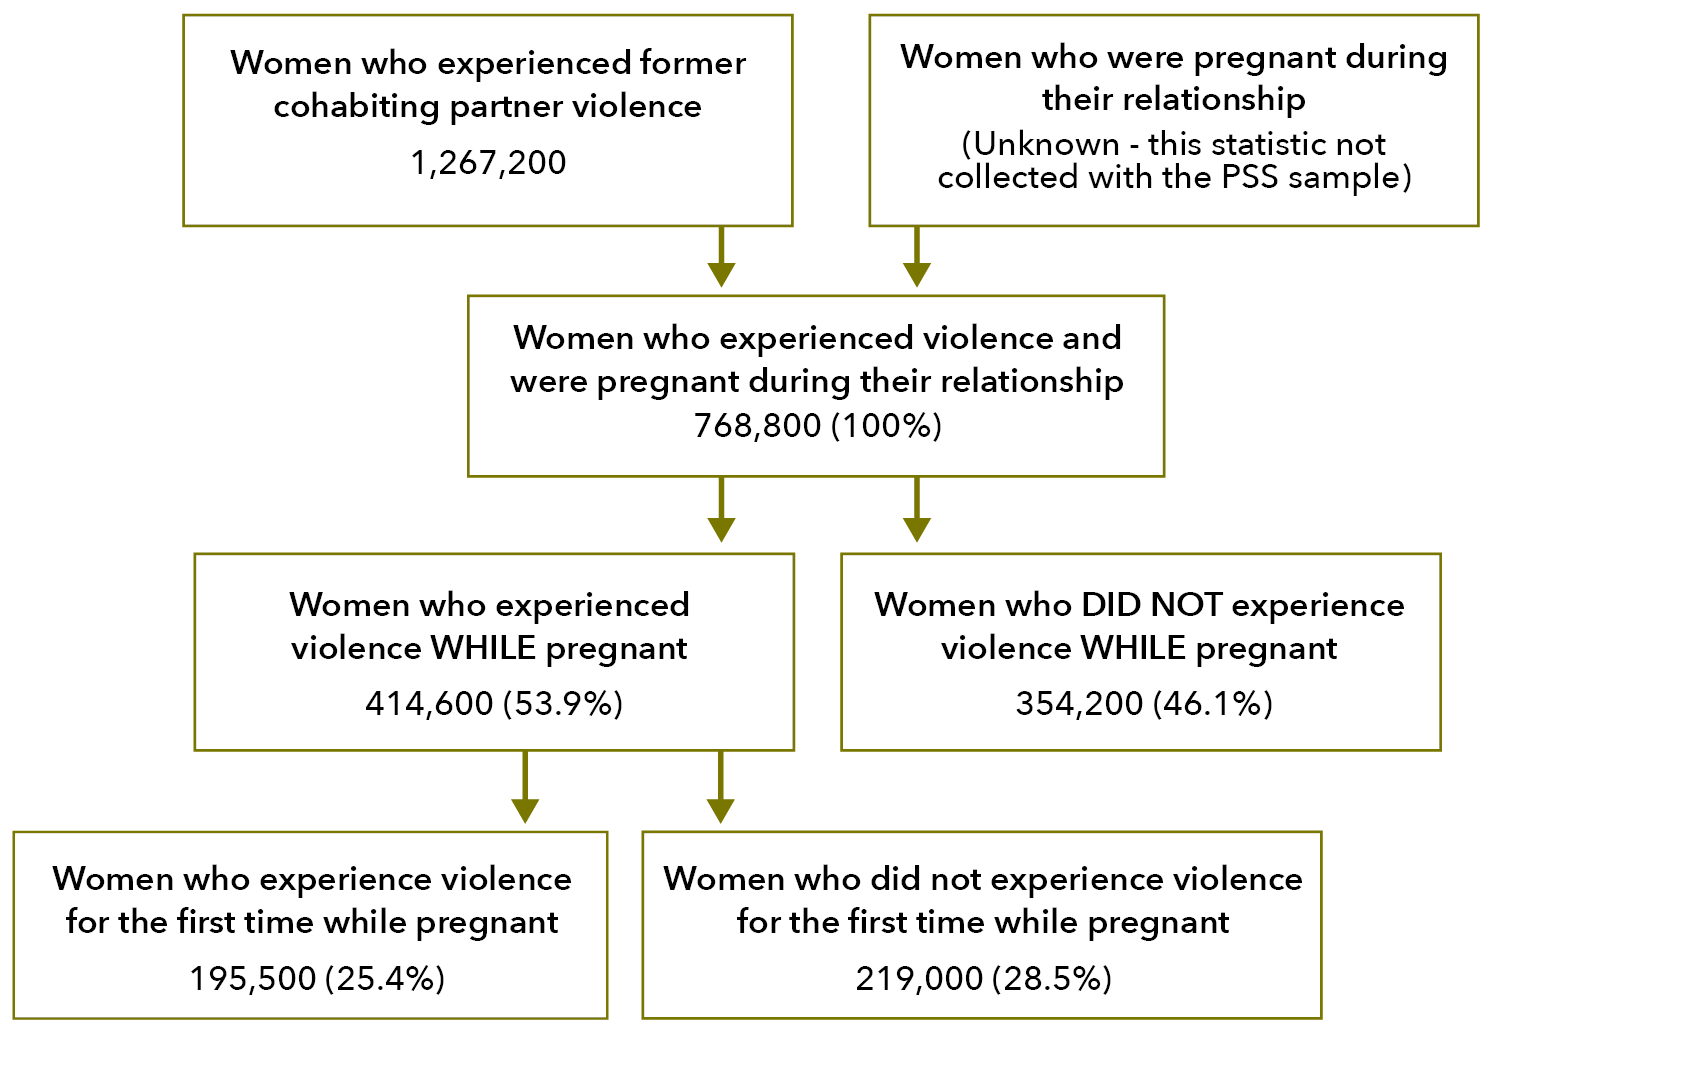 Women who experienced former
cohabiting partner violence
1,267,200
Women who were pregnant during
their relationship
(Unknown - this statistic not
collected with the PSS sample)
Women who experienced violence and
were pregnant during their relationship
768,800 (100%)
Women who experienced
violence WHILE pregnant
414,600 (53.9%)
Women who DID NOT experience
violence WHILE pregnant
354,200 (46.1%)
Women who experience violence
for the first time while pregnant
195,500 (25.4%)
Women who did not experience violence
for the first time while pregnant
219,000 (28.5%)